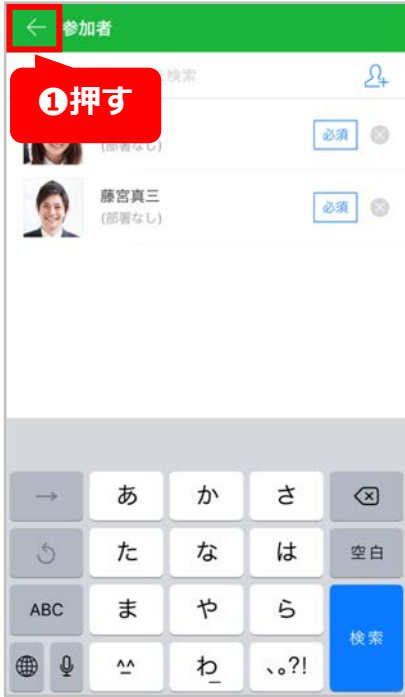 参加者
検索
❶押す
必須
(部署なし)
藤宮真三
必須
(部署なし)
→ あ か さ
た な は 空白
ABC ま や ら
検索
^^ わ_ 、。?!